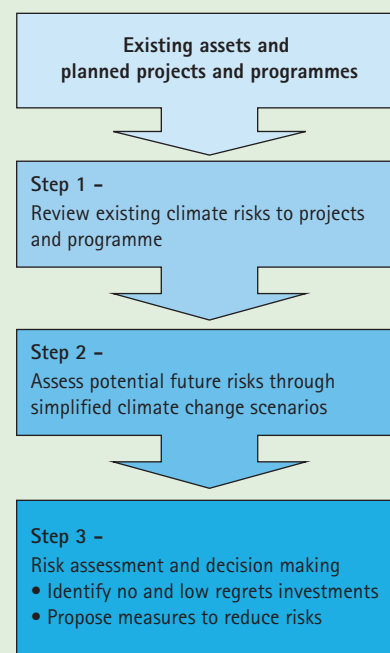 Existing assets and
planned projects and programmes
Step 1 –
Review existing climate risks to projects
and programme
Step 2 –
Assess potential future risks through
simplified climate change scenarios
Step 3 –
Risk assessment and decision making
• Identify no and low regrets investments
• Propose measures to reduce risks